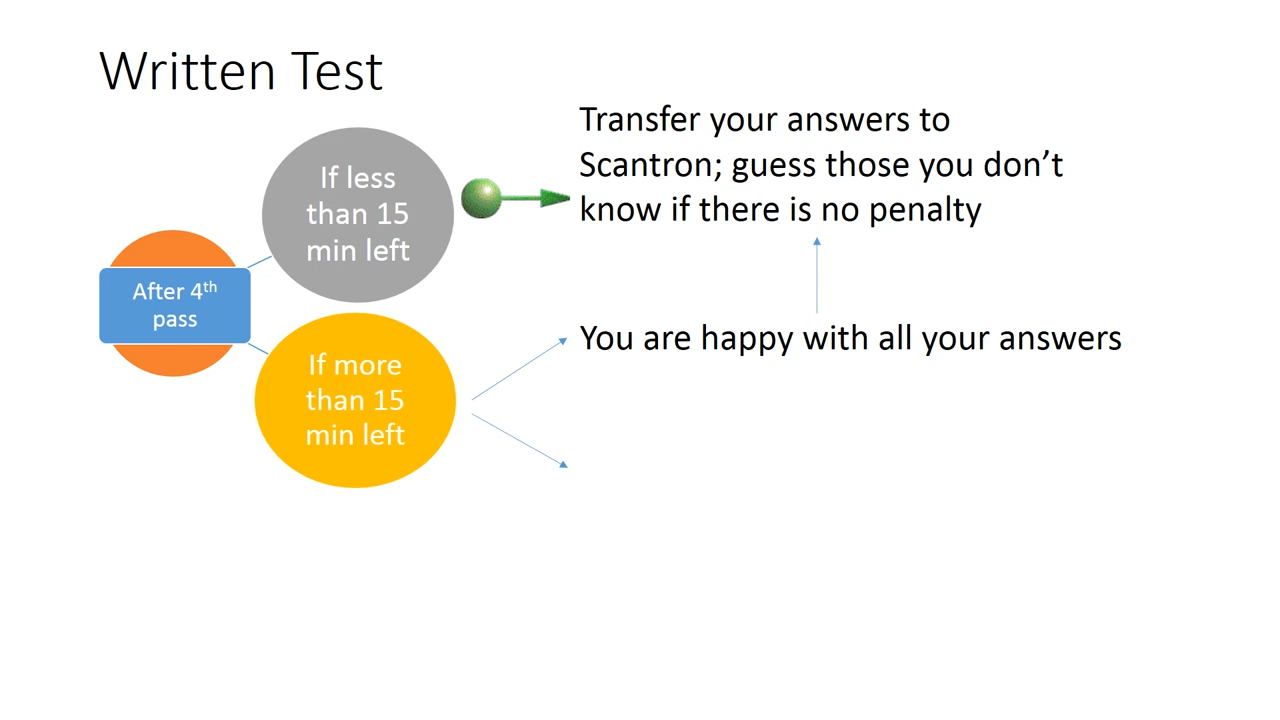 Written Test
Transfer your answers to
Scantron; guess those you don’t
know if there is no penalty
If less
than 15
min left
After 4th
pass
You are happy with all your answers
If more
than 15
min left